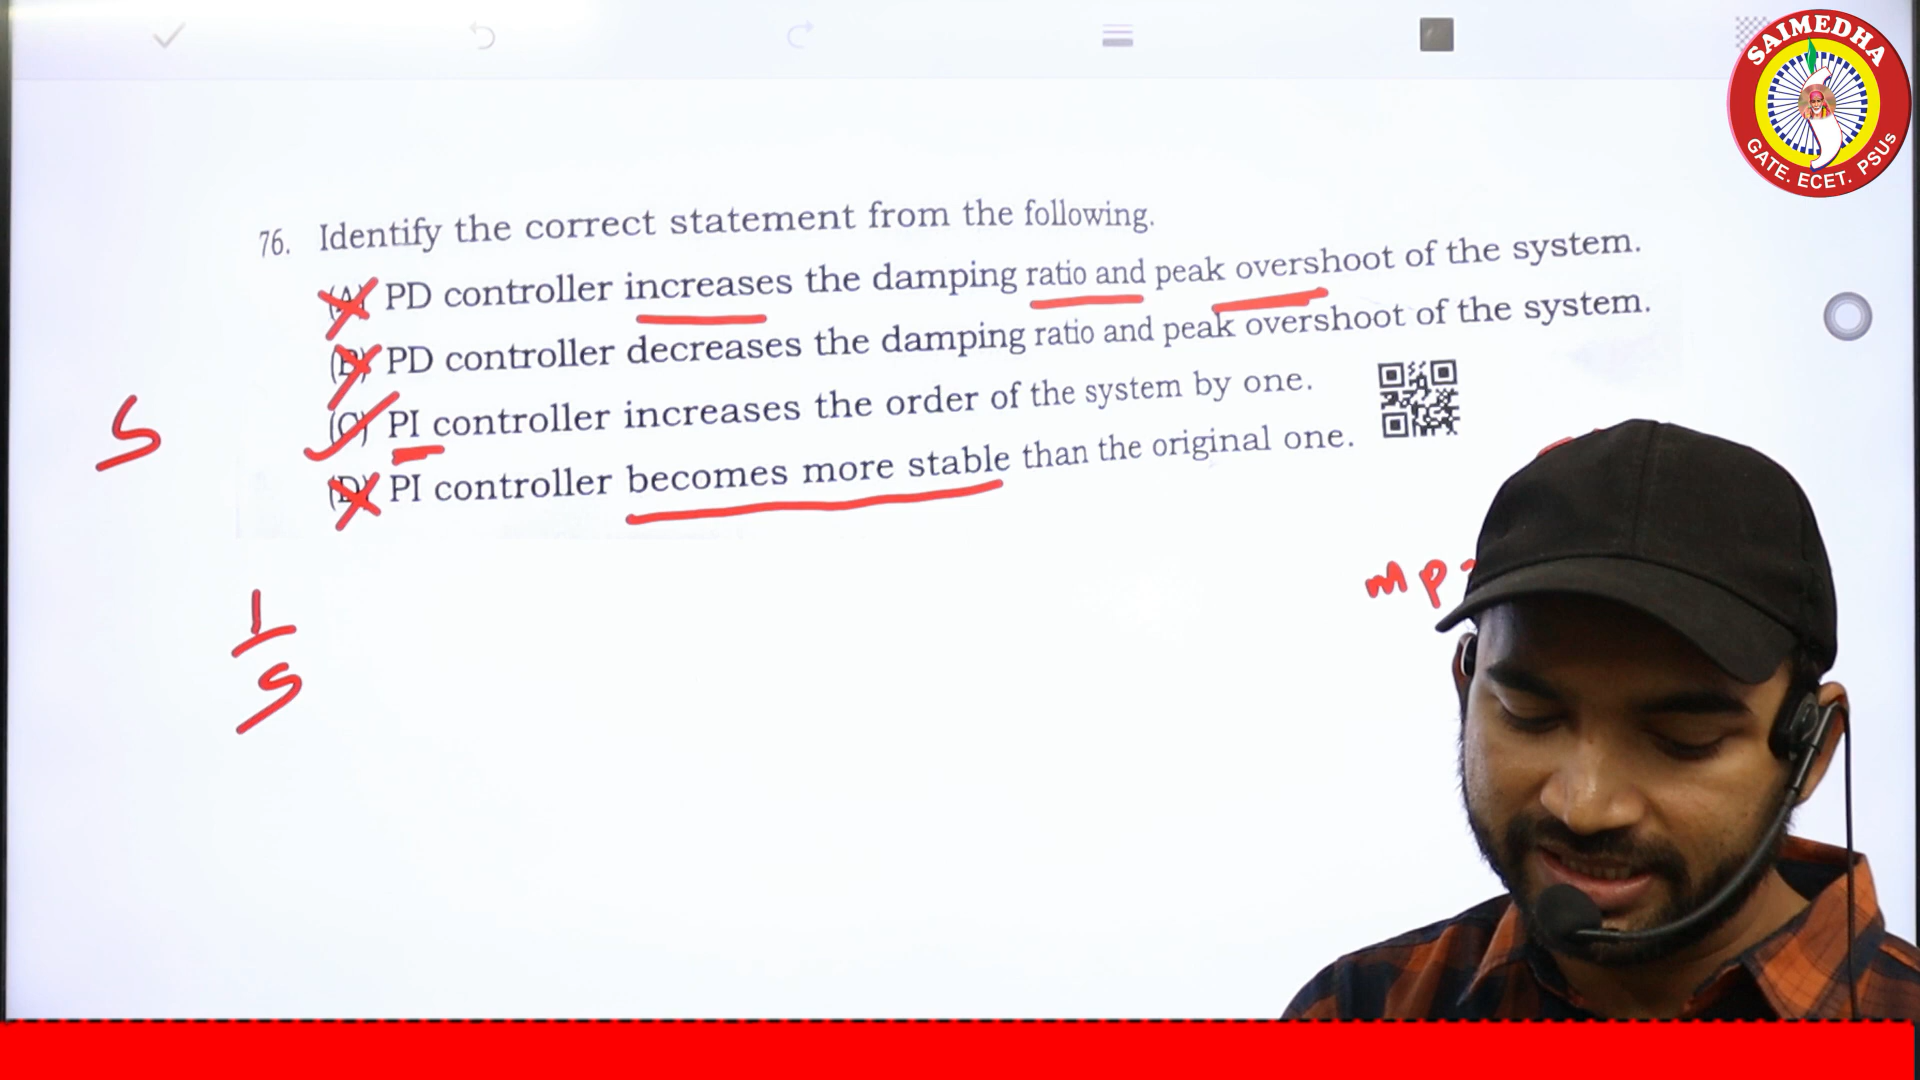 SAIMEDHA
GATE. ECET. PSUs
76. Identify the correct statement from the following.
(A) PD controller increases the damping ratio and peak overshoot of the system.
(B) PD controller decreases the damping ratio and peak overshoot of the system.
(C) PI controller increases the order of the system by one.
(D) PI controller becomes more stable than the original one.
S
1
S
MP-